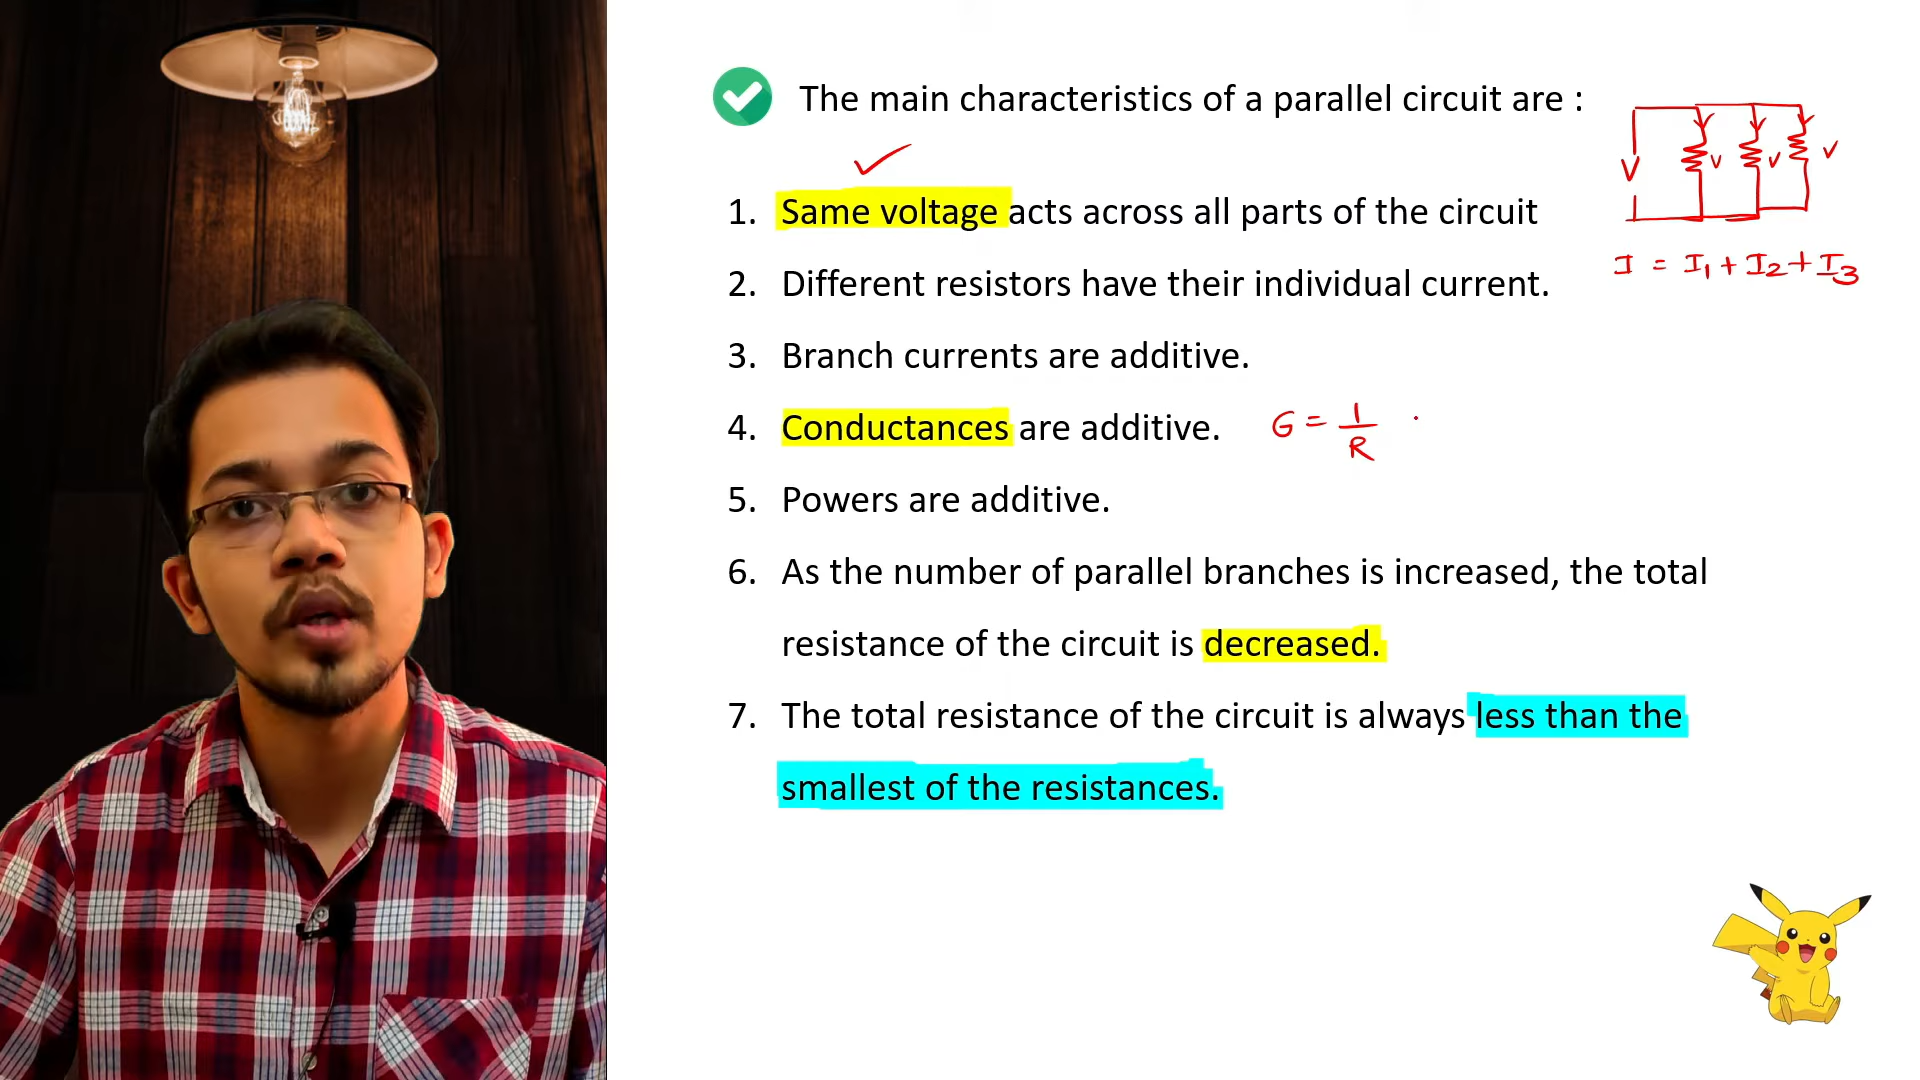 The main characteristics of a parallel circuit are :
1. Same voltage acts across all parts of the circuit
V V V V
2. Different resistors have their individual current.
I = I₁ + I₂ + I₃
3. Branch currents are additive.
4. Conductances are additive. G = 1/R
5. Powers are additive.
6. As the number of parallel branches is increased, the total
resistance of the circuit is decreased.
7. The total resistance of the circuit is always less than the
smallest of the resistances.